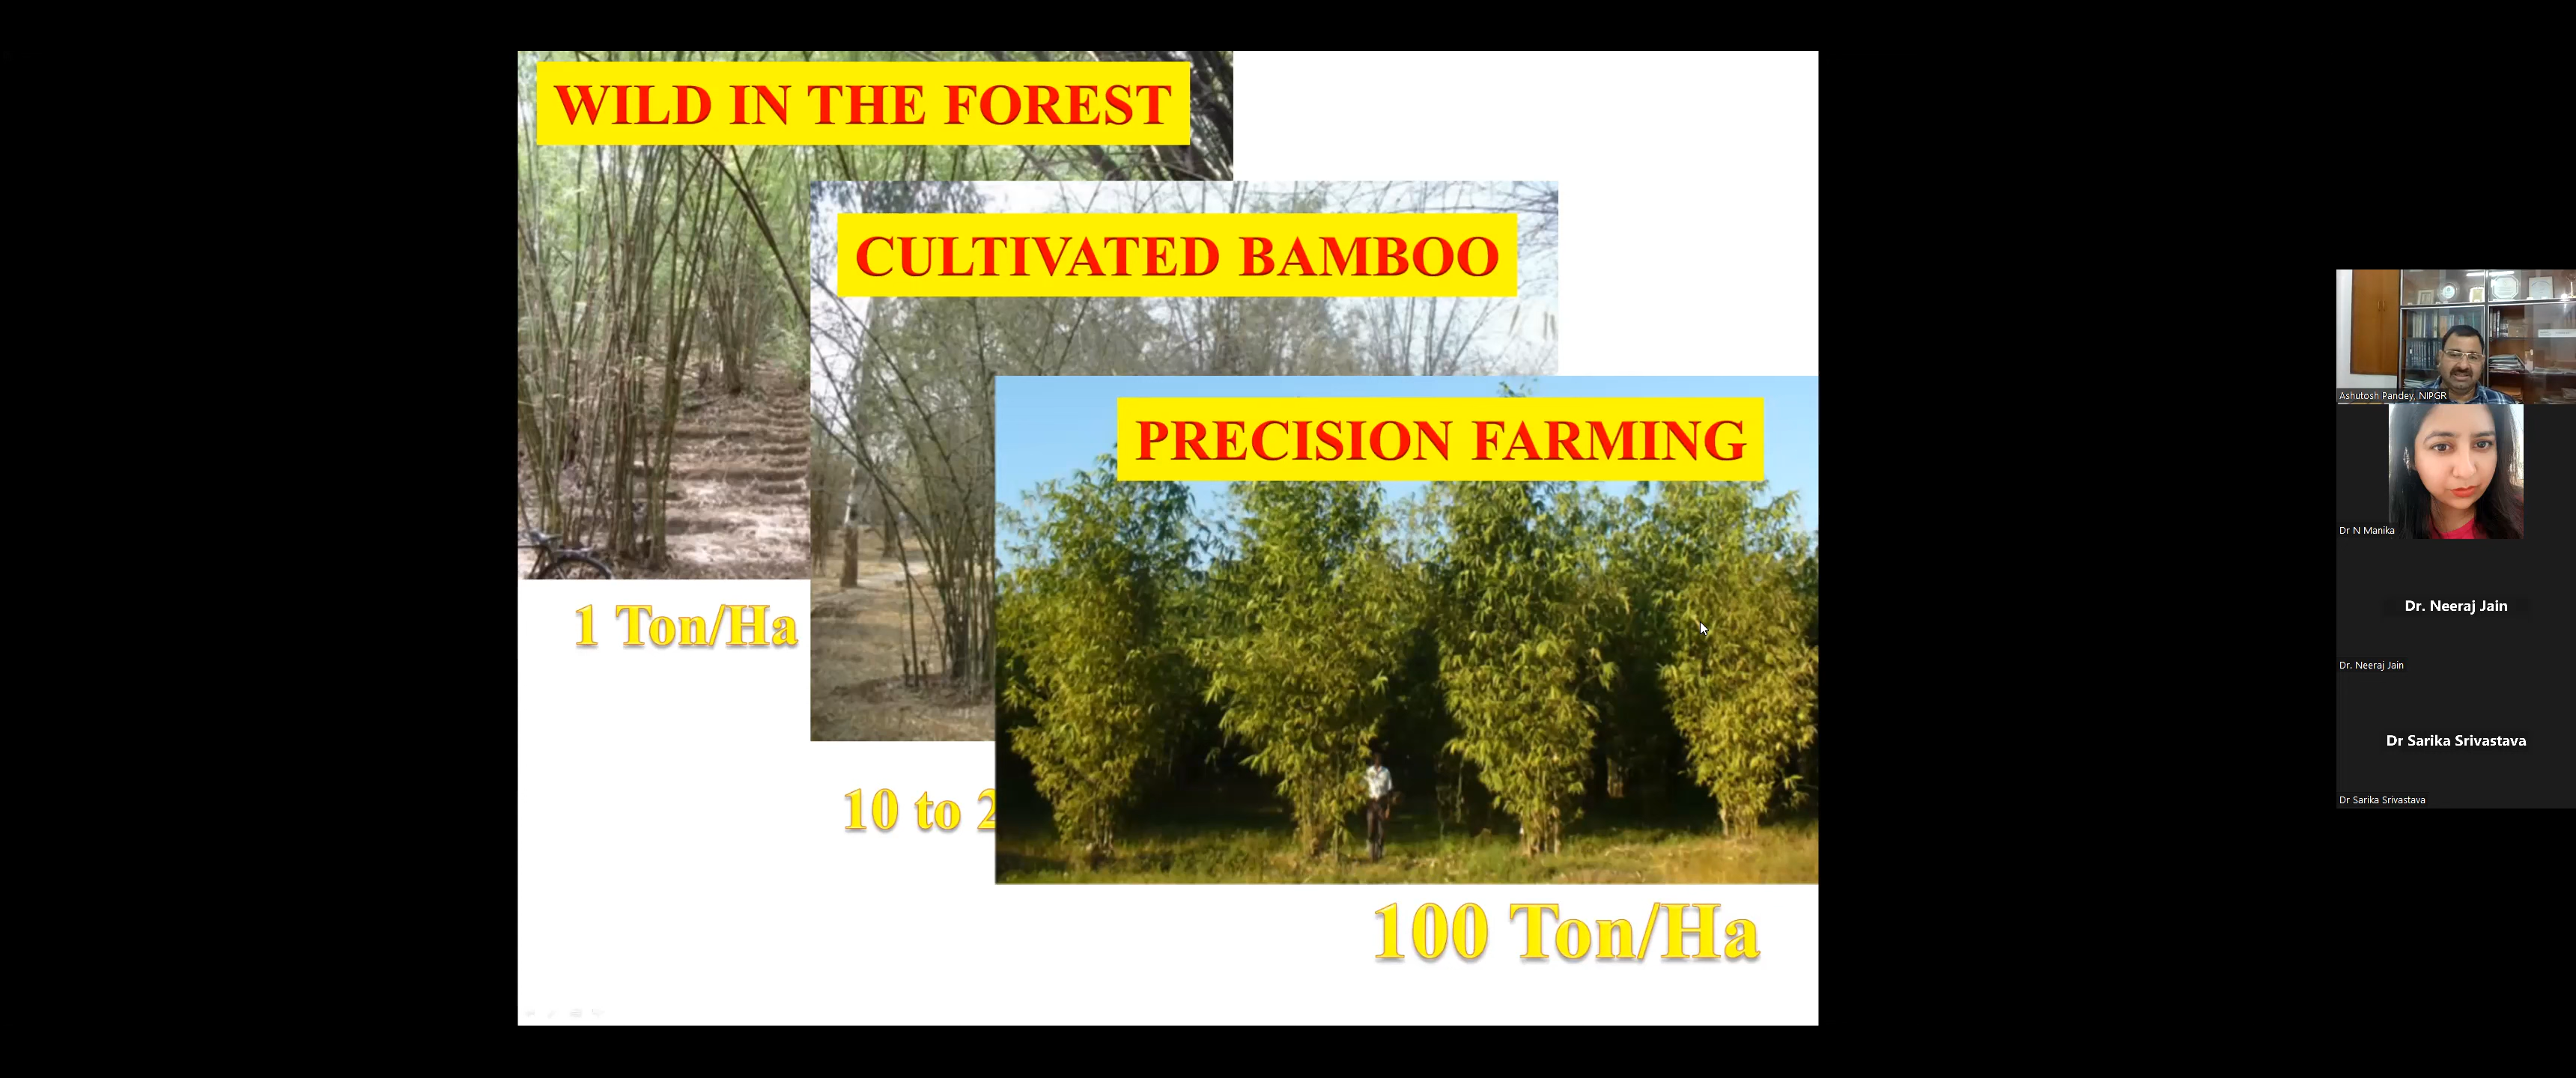 WILD IN THE FOREST
CULTIVATED BAMBOO
PRECISION FARMING
1 Ton/Ha
10 to 2
100 Ton/Ha
Ashutosh Pandey, NIPGR
Dr N Manika
Dr. Neeraj Jain
Dr. Neeraj Jain
Dr Sarika Srivastava
Dr Sarika Srivastava